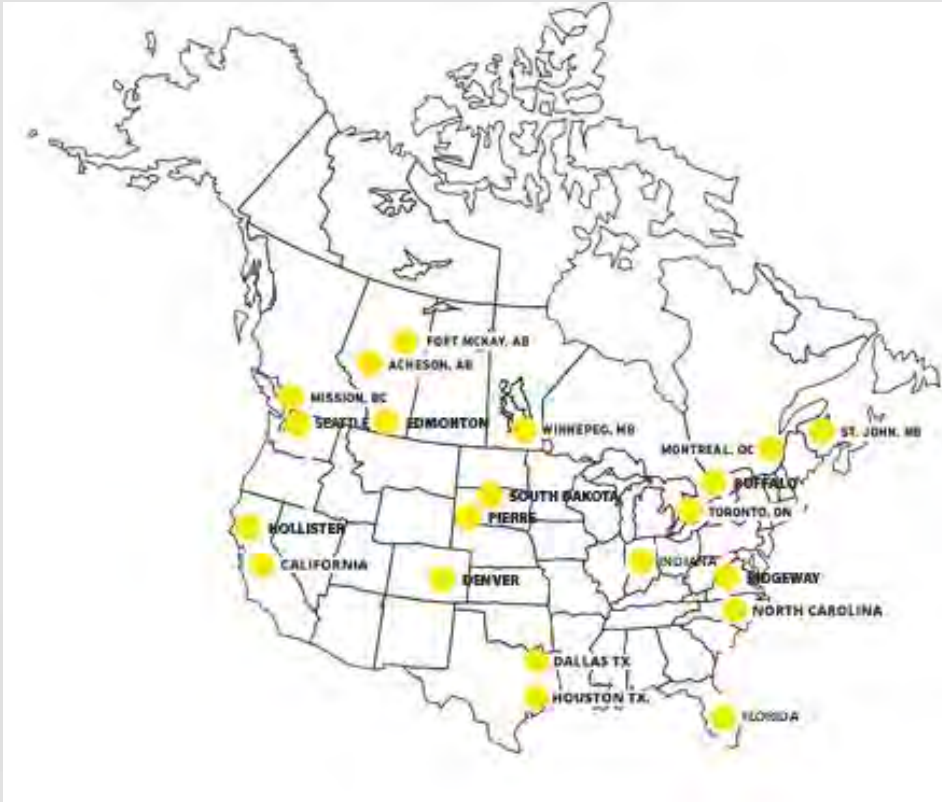 FORT MCKAY, AB
ACHESON, AB
MISSION, BC
SEATTLE
EDMONTON
WINNEPEG, MB
ST. JOHN, NB
MONTREAL, QC
BUFFALO
SOUTH DAKOTA
PIERRE
TORONTO, ON
HOLLISTER
CALIFORNIA
INDIANA
DENVER
RIDGEWAY
NORTH CAROLINA
DALLAS TX
HOUSTON TX.
FLORIDA